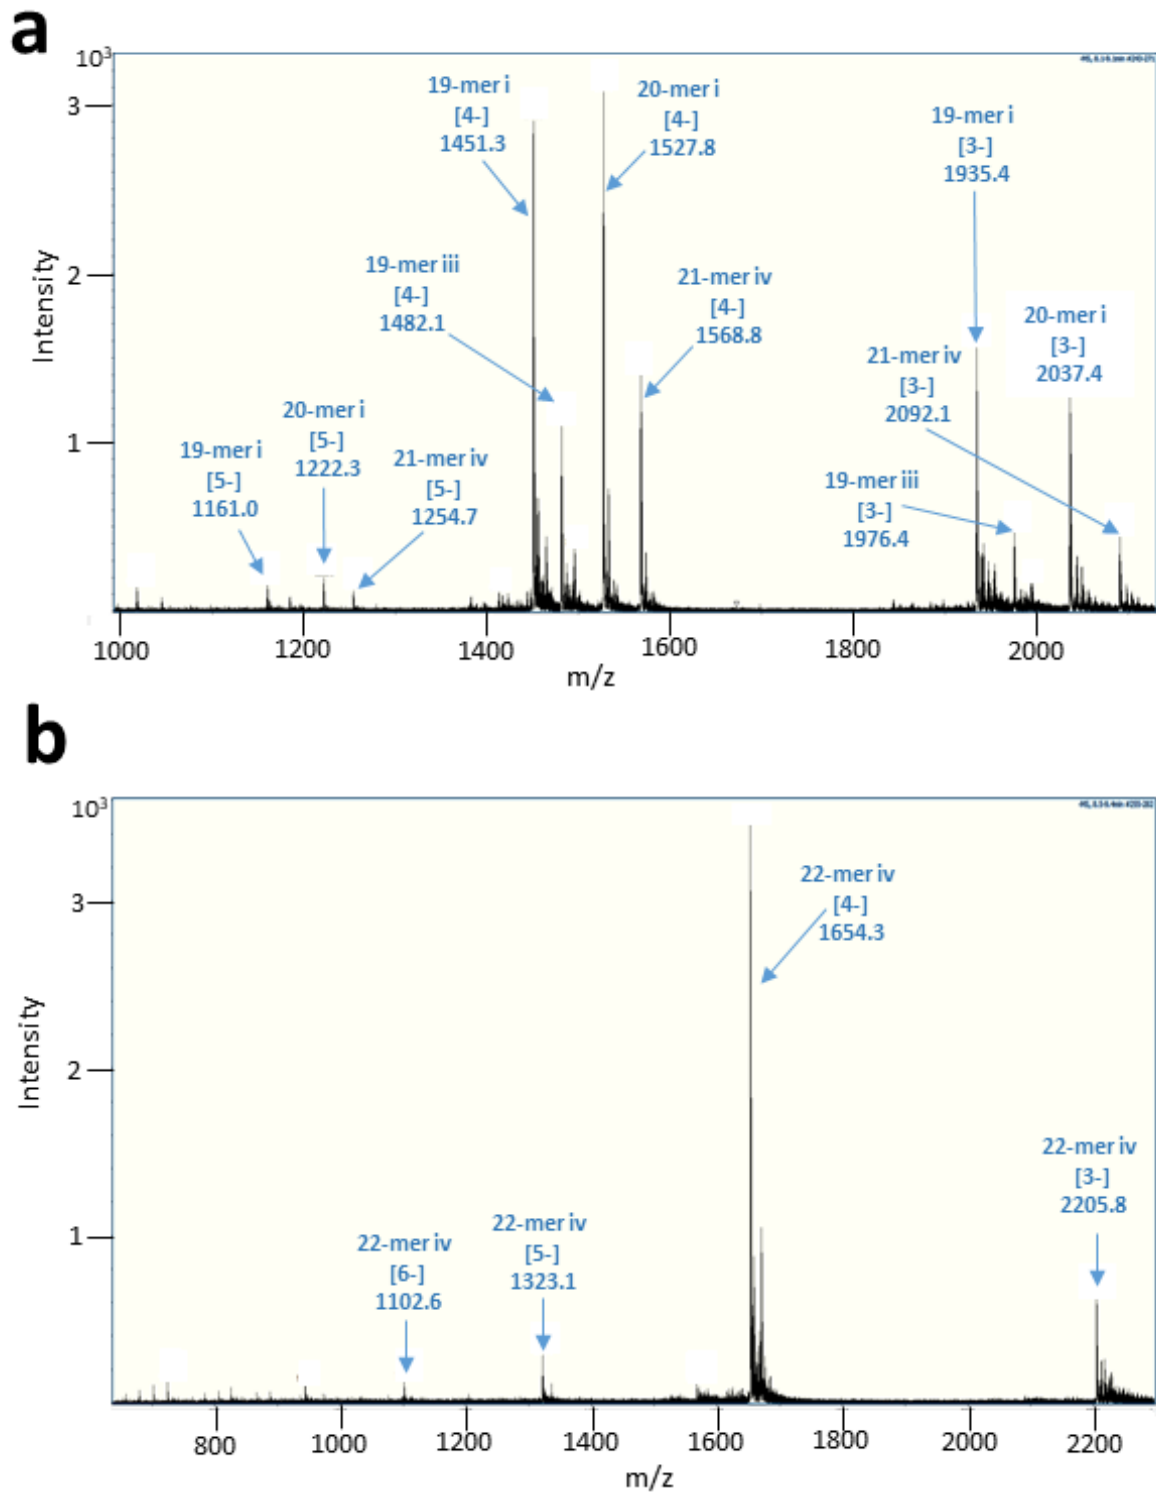 a
10³
3
2
1
Intensity
19-mer i
[4-]
1451.3
20-mer i
[4-]
1527.8
19-mer i
[3-]
1935.4
19-mer iii
[4-]
1482.1
21-mer iv
[4-]
1568.8
20-mer i
[3-]
2037.4
21-mer iv
[3-]
2092.1
20-mer i
[5-]
1222.3
19-mer i
[5-]
1161.0
21-mer iv
[5-]
1254.7
19-mer iii
[3-]
1976.4
1000 1200 1400 1600 1800 2000
m/z
b
10³
3
2
1
Intensity
22-mer iv
[4-]
1654.3
22-mer iv
[3-]
2205.8
22-mer iv
[5-]
1323.1
22-mer iv
[6-]
1102.6
800 1000 1200 1400 1600 1800 2000 2200
m/z